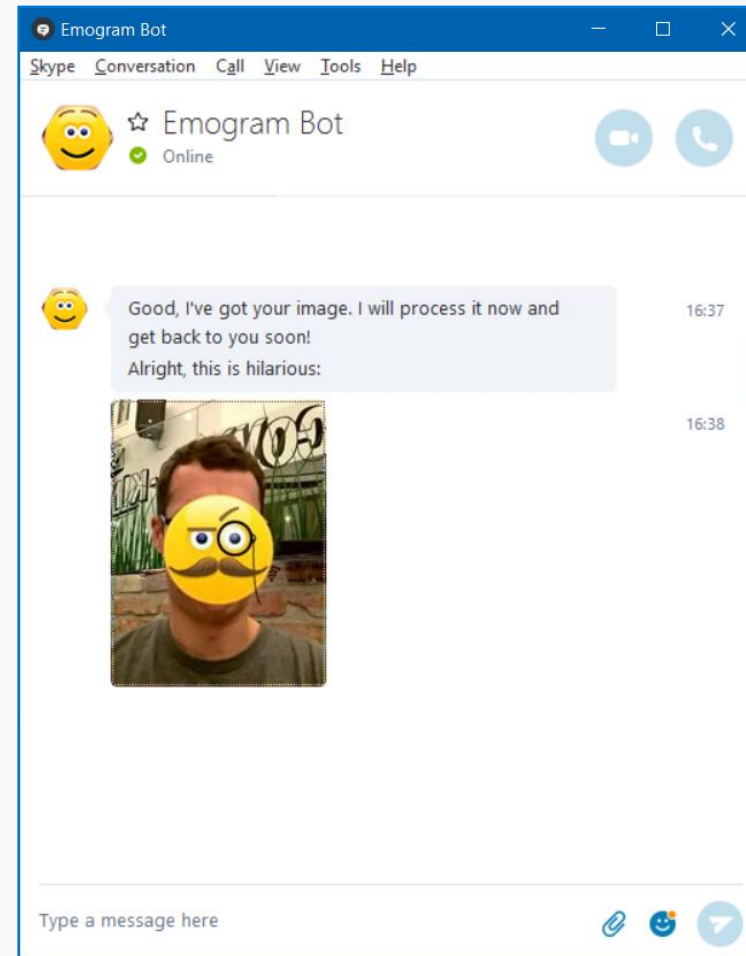 Emogram Bot
Skype Conversation Call View Tools Help
Emogram Bot
Online
Good, I've got your image. I will process it now and
get back to you soon!
Alright, this is hilarious:
16:37
16:38
Type a message here